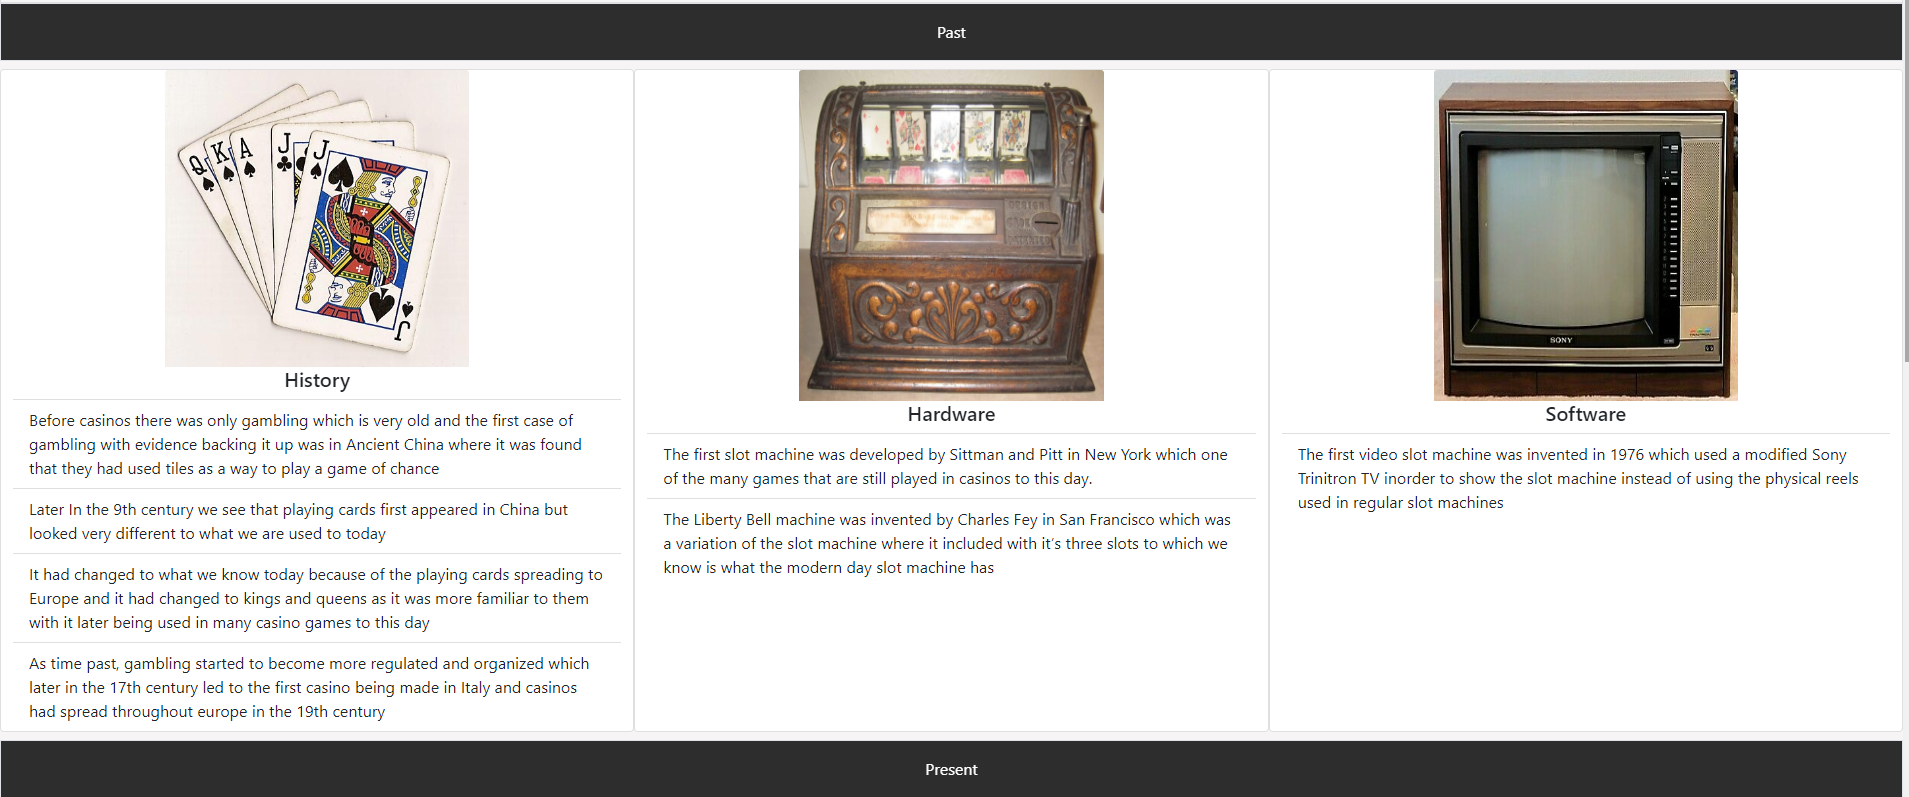 Past
Q
K
A
J
J
J
SONY
History
Before casinos there was only gambling which is very old and the first case of
gambling with evidence backing it up was in Ancient China where it was found
that they had used tiles as a way to play a game of chance
Later In the 9th century we see that playing cards first appeared in China but
looked very different to what we are used to today
It had changed to what we know today because of the playing cards spreading to
Europe and it had changed to kings and queens as it was more familiar to them
with it later being used in many casino games to this day
As time past, gambling started to become more regulated and organized which
later in the 17th century led to the first casino being made in Italy and casinos
had spread throughout europe in the 19th century
Hardware
The first slot machine was developed by Sittman and Pitt in New York which one
of the many games that are still played in casinos to this day.
The Liberty Bell machine was invented by Charles Fey in San Francisco which was
a variation of the slot machine where it included with it's three slots to which we
know is what the modern day slot machine has
Software
The first video slot machine was invented in 1976 which used a modified Sony
Trinitron TV inorder to show the slot machine instead of using the physical reels
used in regular slot machines
Present